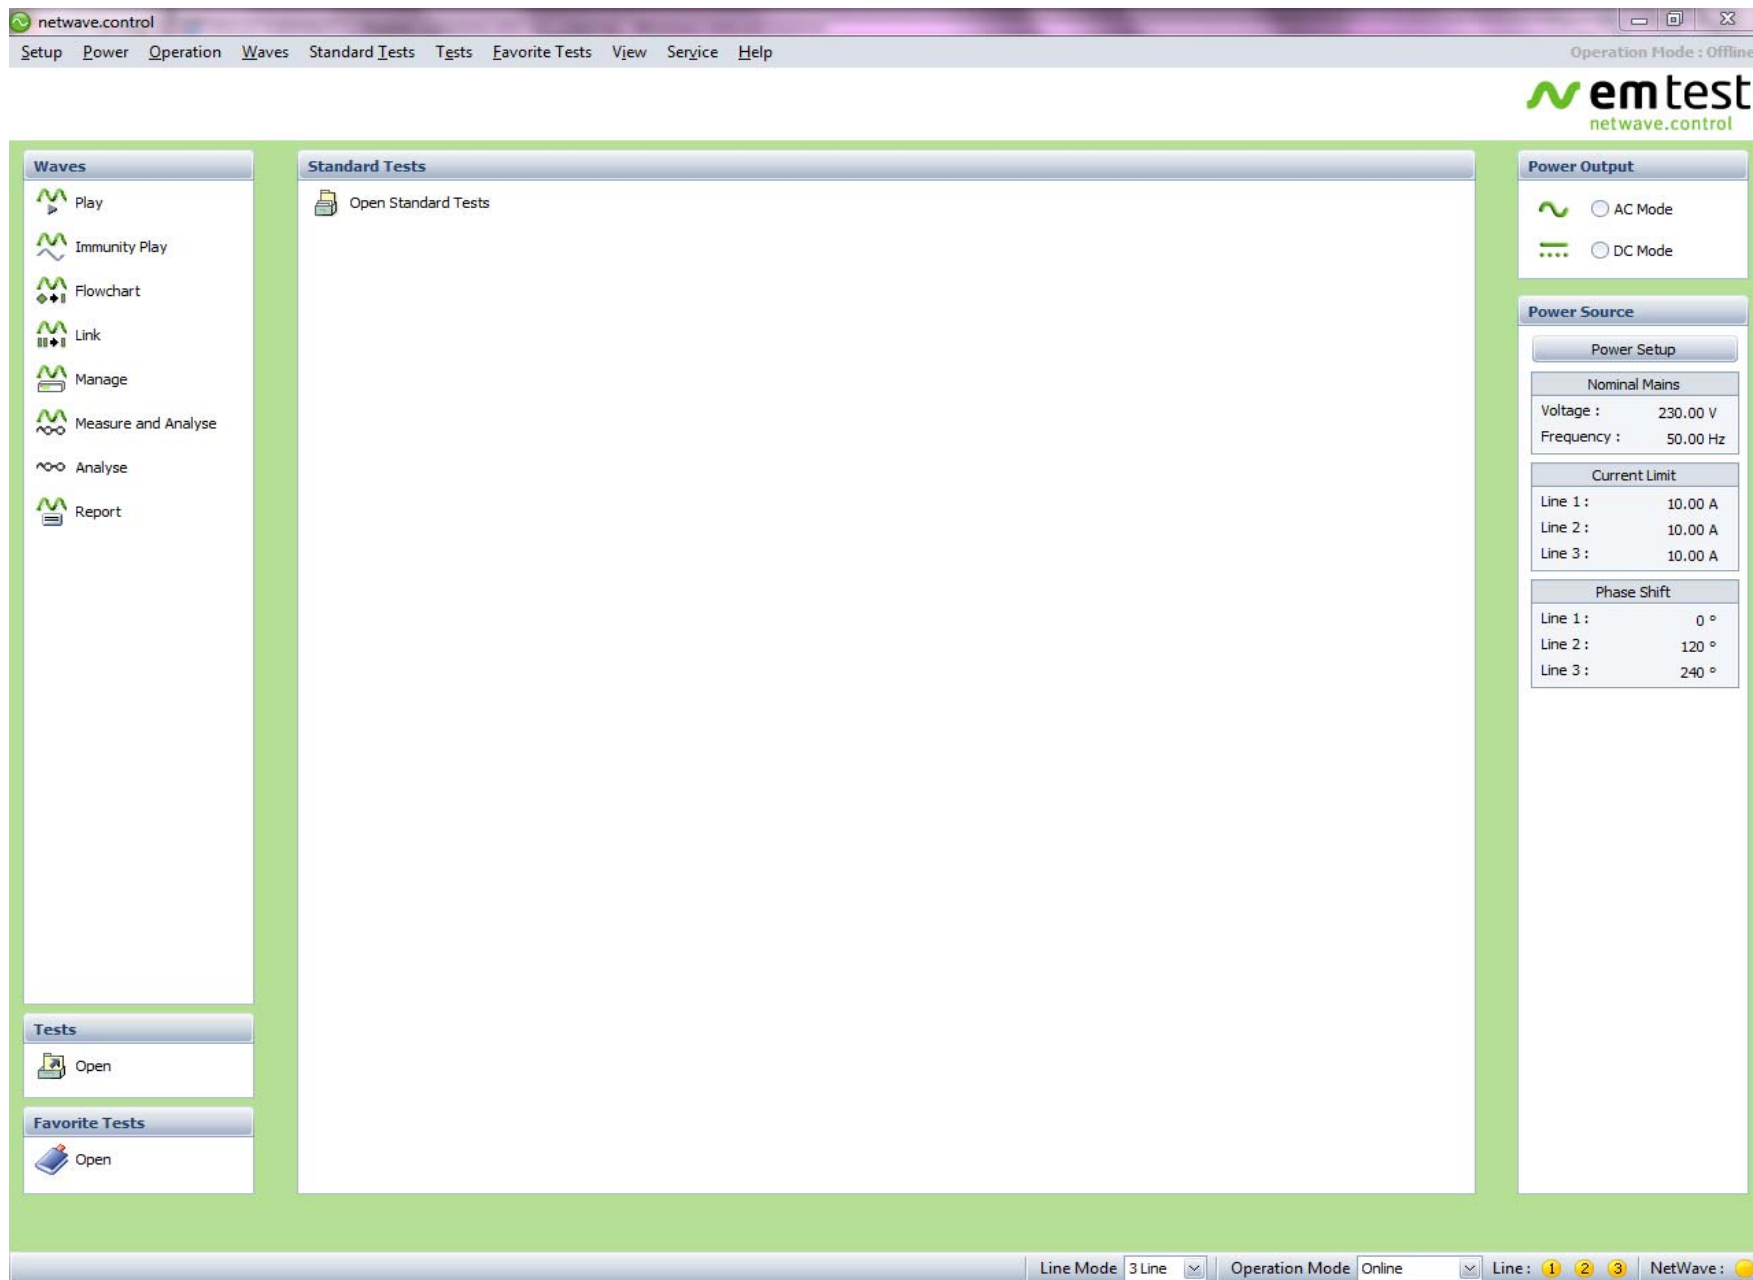 netwave.control
Setup Power Operation Waves Standard Tests Tests Favorite Tests View Service Help
Operation Mode : Offline
emtest
netwave.control
Waves
Play
Immunity Play
Flowchart
Link
Manage
Measure and Analyse
Analyse
Report
Tests
Open
Favorite Tests
Open
Standard Tests
Open Standard Tests
Power Output
AC Mode
DC Mode
Power Source
Power Setup
Nominal Mains
Voltage : 230.00 V
Frequency : 50.00 Hz
Current Limit
Line 1 : 10.00 A
Line 2 : 10.00 A
Line 3 : 10.00 A
Phase Shift
Line 1 : 0 °
Line 2 : 120 °
Line 3 : 240 °
Line Mode 3 Line Operation Mode Online Line : 1 2 3 NetWave :